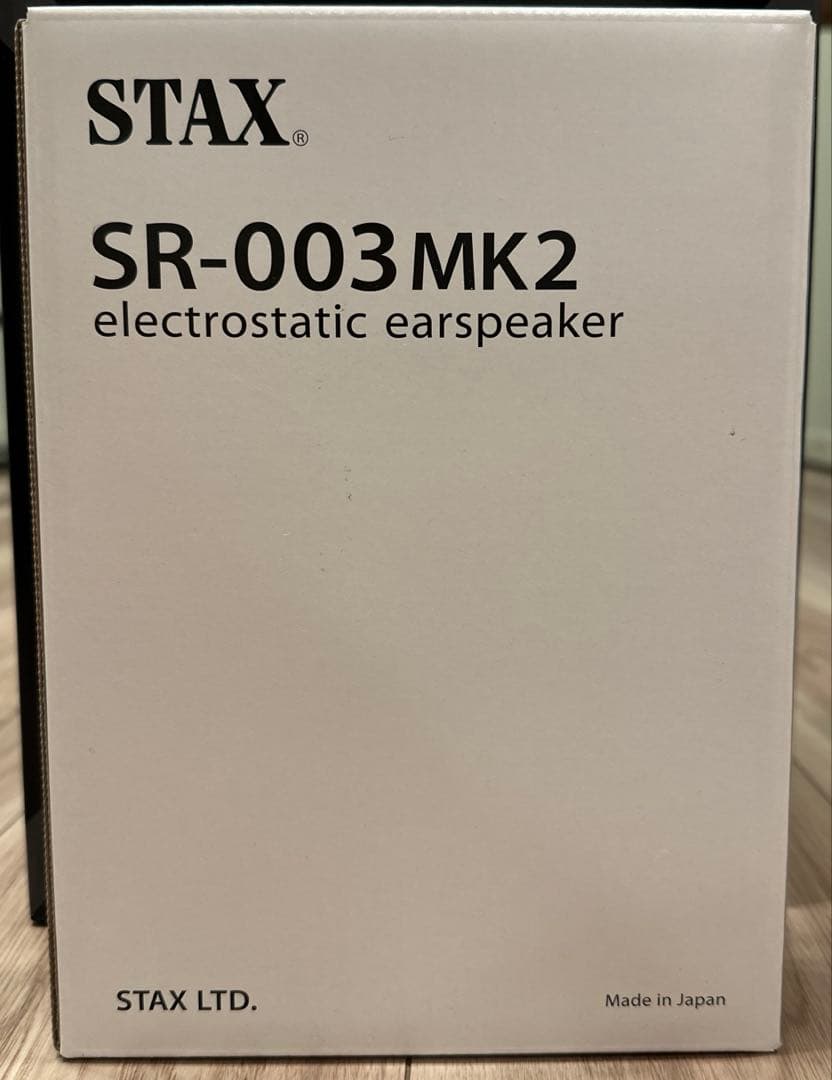 STAX®
SR-003MK2
electrostatic earspeaker
STAX LTD.
Made in Japan